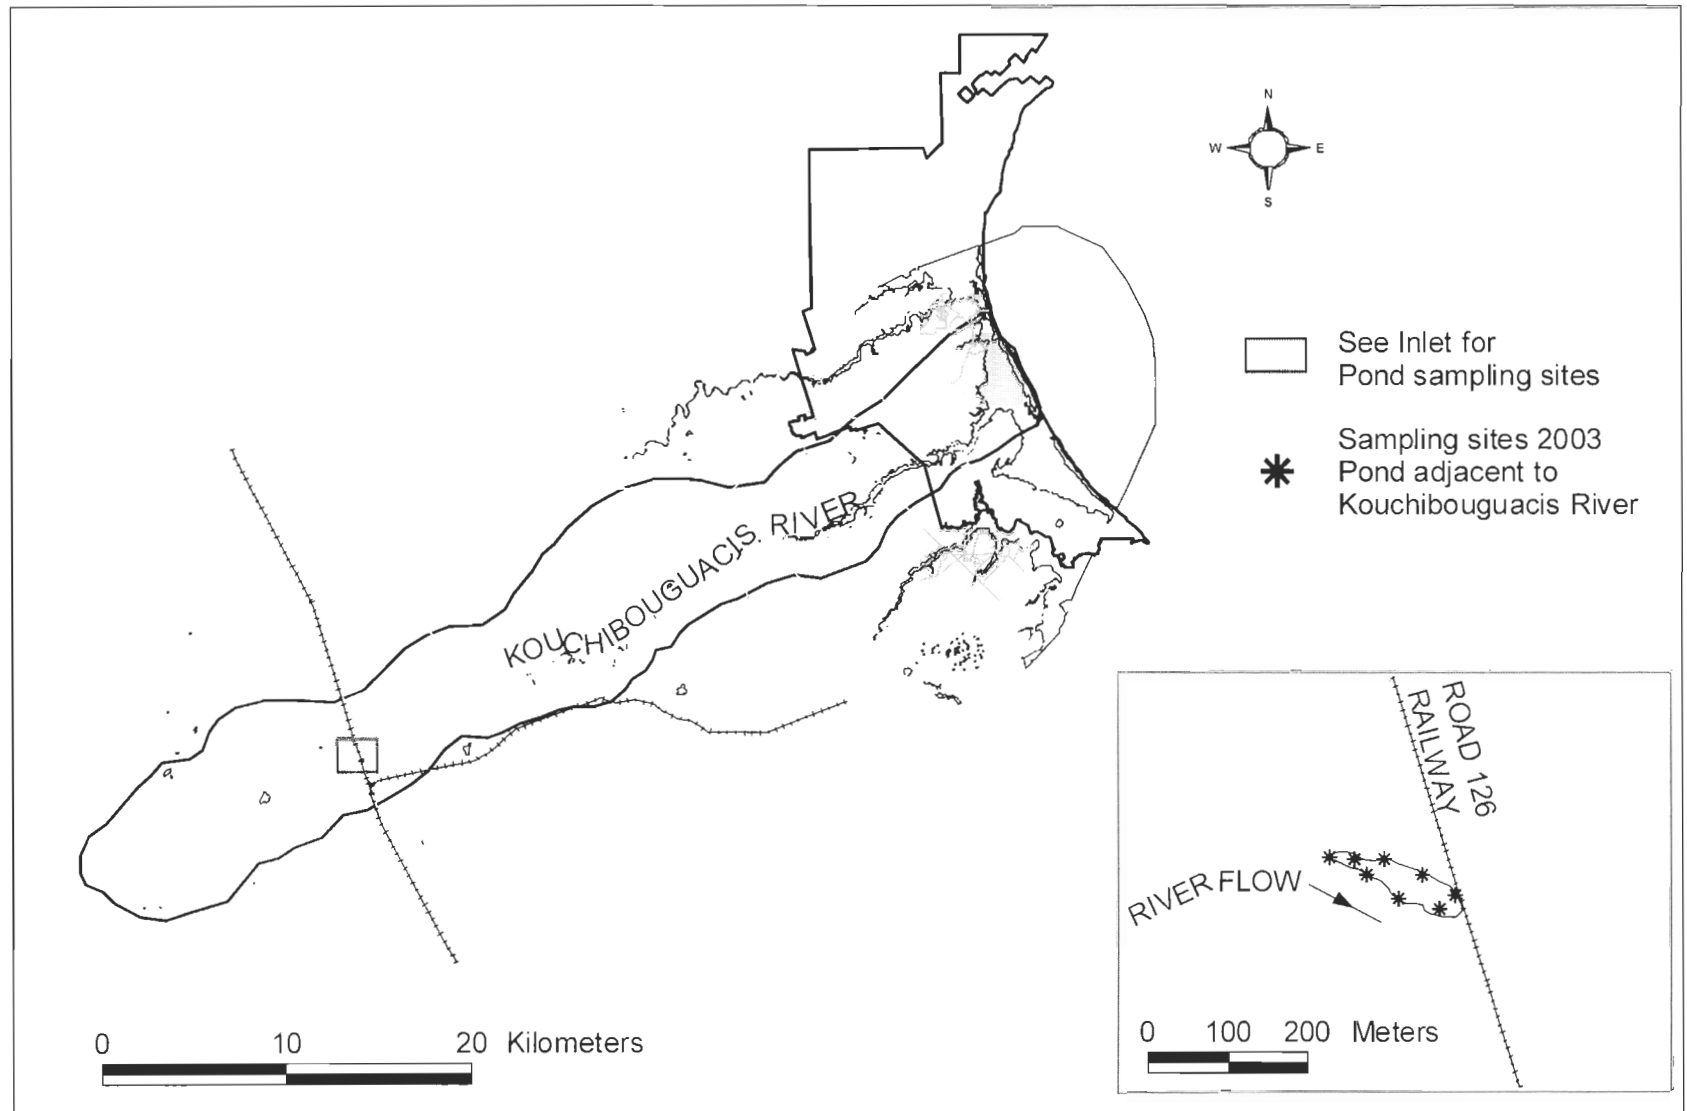 N
W E
S
See Inlet for
Pond sampling sites
Sampling sites 2003
Pond adjacent to
Kouchibouguacis River
KOUCHIBOUGUACIS RIVER
ROAD 126
RAILWAY
RIVER FLOW
0 100 200 Meters
0 10 20 Kilometers